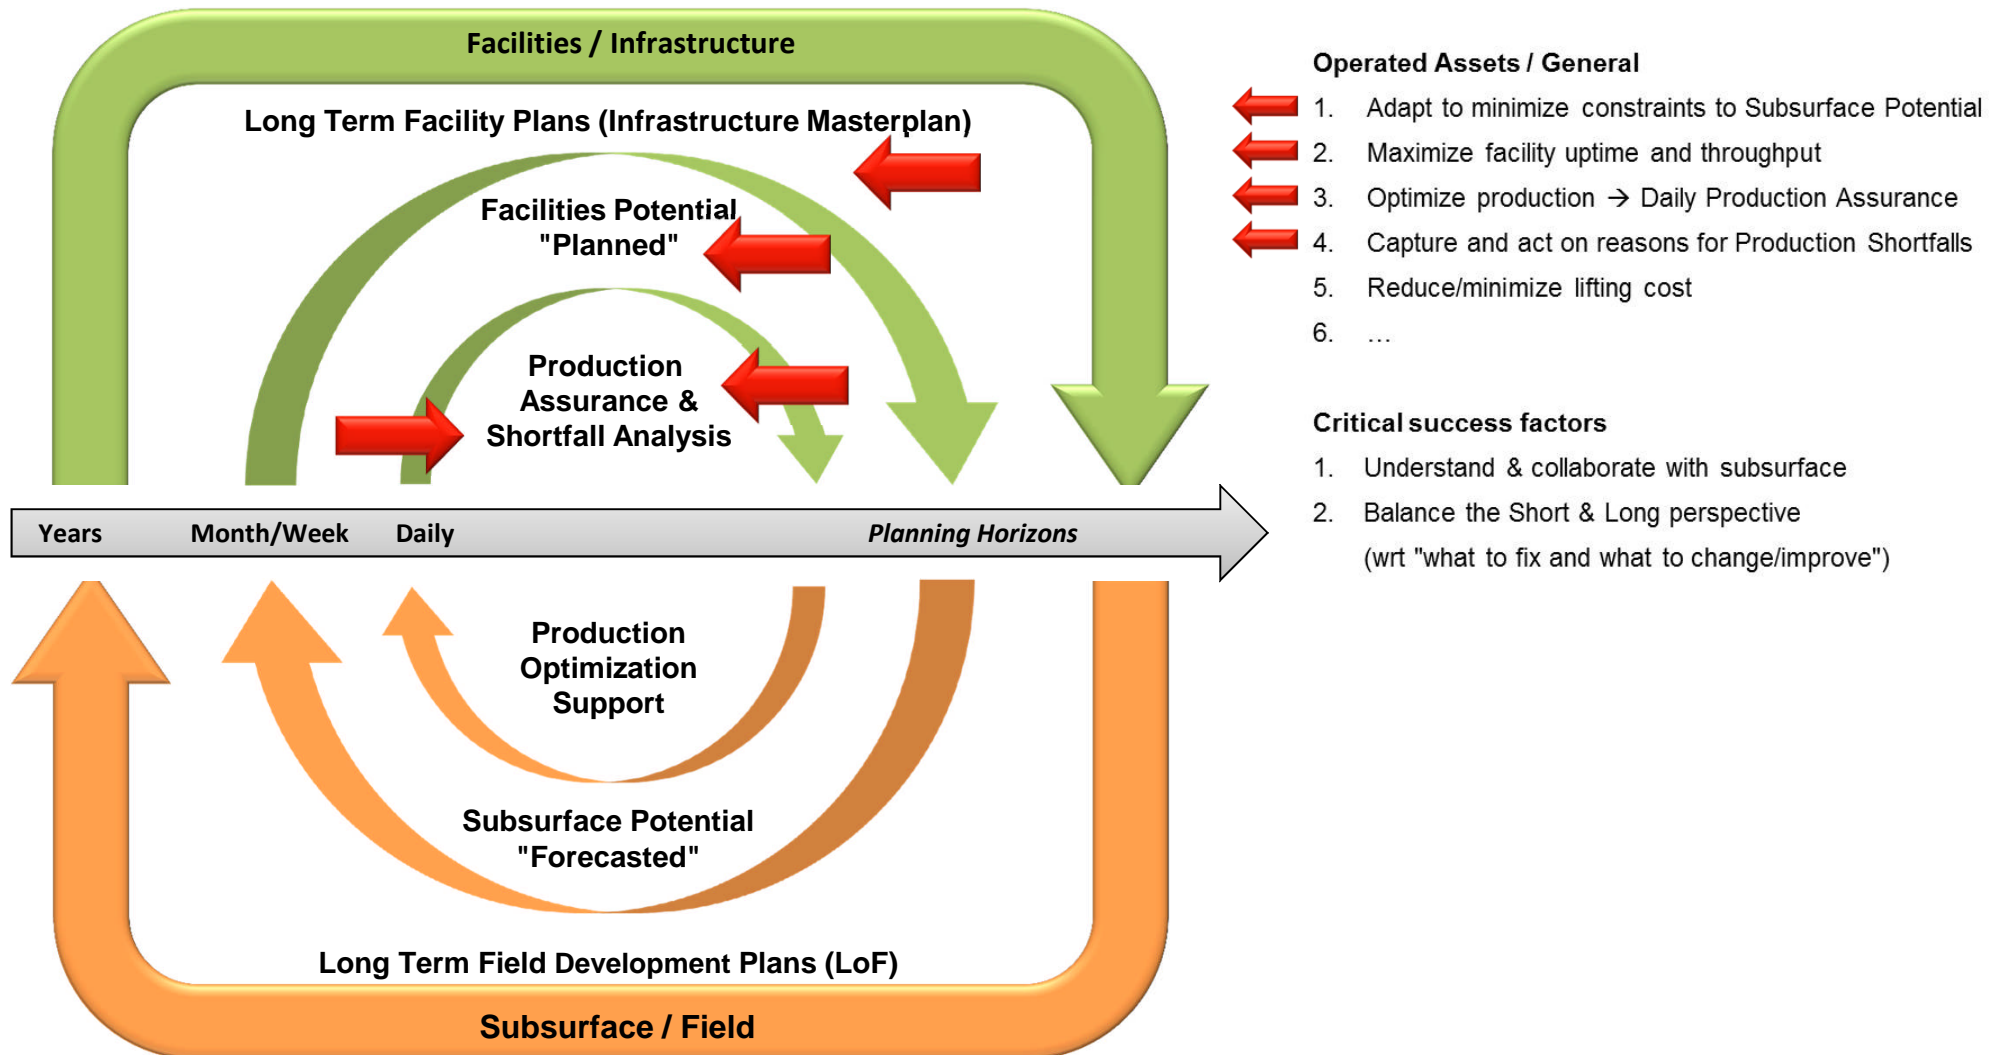 Facilities / Infrastructure
Long Term Facility Plans (Infrastructure Masterplan)
Facilities Potential
"Planned"
Production
Assurance &
Shortfall Analysis
Years
Month/Week
Daily
Planning Horizons
Production
Optimization
Support
Subsurface Potential
"Forecasted"
Long Term Field Development Plans (LoF)
Subsurface / Field
Operated Assets / General
1. Adapt to minimize constraints to Subsurface Potential
2. Maximize facility uptime and throughput
3. Optimize production → Daily Production Assurance
4. Capture and act on reasons for Production Shortfalls
5. Reduce/minimize lifting cost
6. …
Critical success factors
1. Understand & collaborate with subsurface
2. Balance the Short & Long perspective
(wrt "what to fix and what to change/improve")